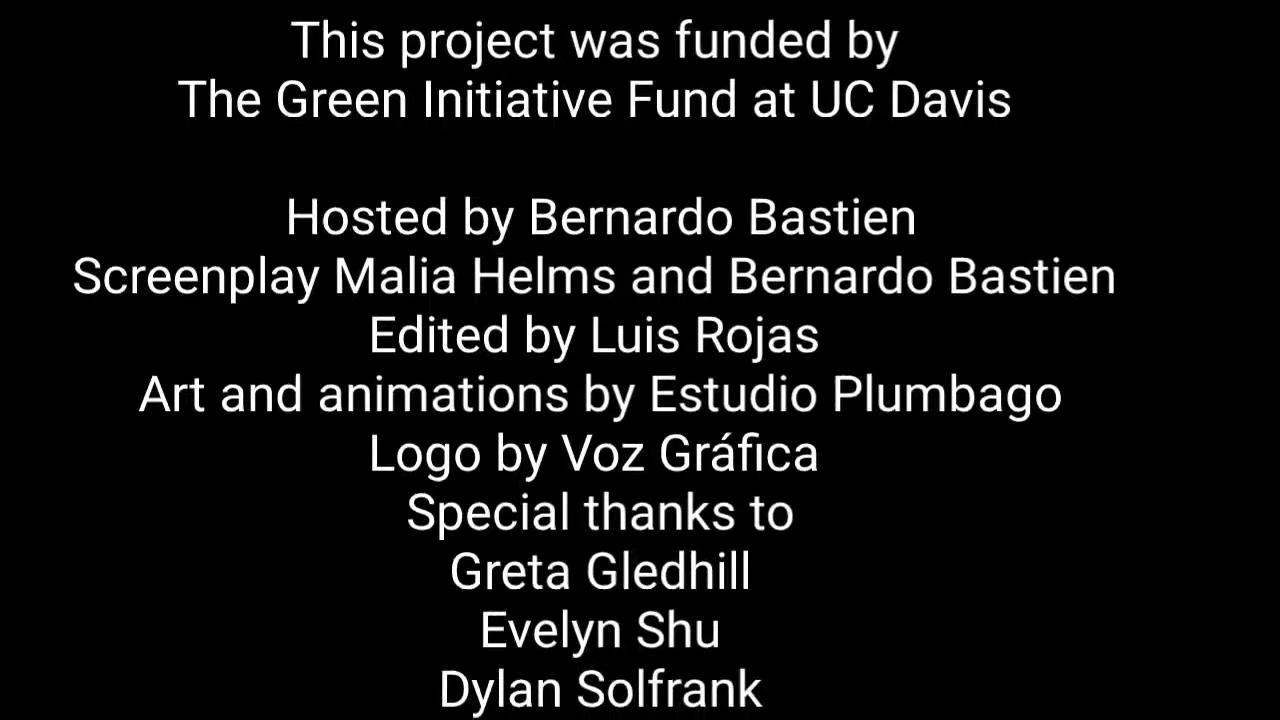 This project was funded by
The Green Initiative Fund at UC Davis
Hosted by Bernardo Bastien
Screenplay Malia Helms and Bernardo Bastien
Edited by Luis Rojas
Art and animations by Estudio Plumbago
Logo by Voz Gráfica
Special thanks to
Greta Gledhill
Evelyn Shu
Dylan Solfrank